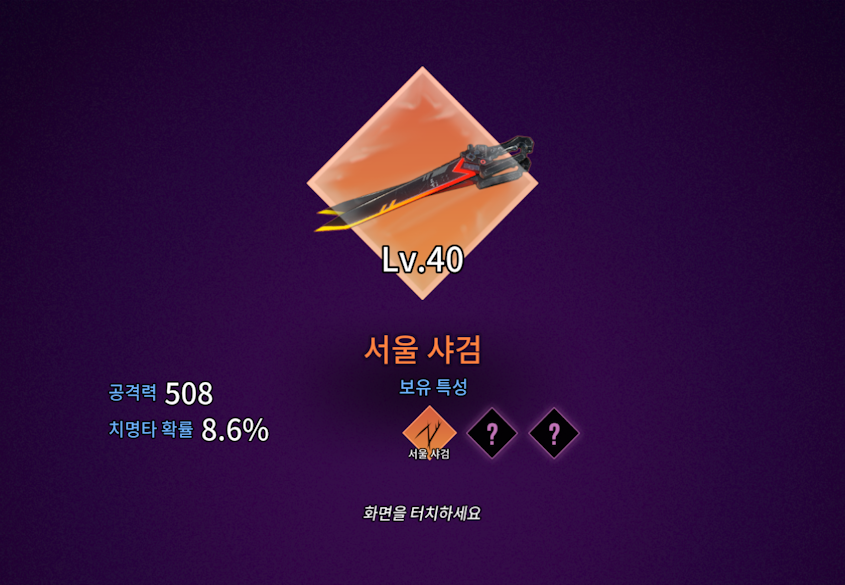 Lv.40
서울 샤검
공격력 508
치명타 확률 8.6%
보유 특성
? ?
서울 샤검
화면을 터치하세요